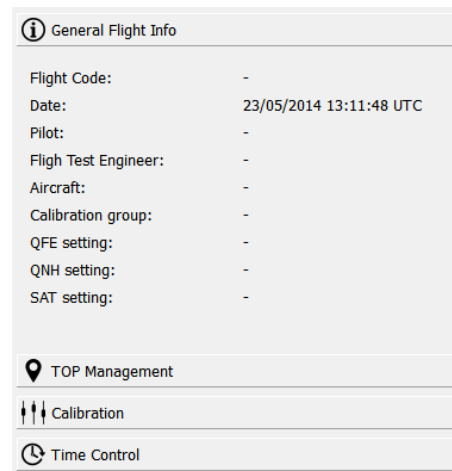 General Flight Info
Flight Code: -
Date: 23/05/2014 13:11:48 UTC
Pilot: -
Fligh Test Engineer: -
Aircraft: -
Calibration group: -
QFE setting: -
QNH setting: -
SAT setting: -
TOP Management
Calibration
Time Control